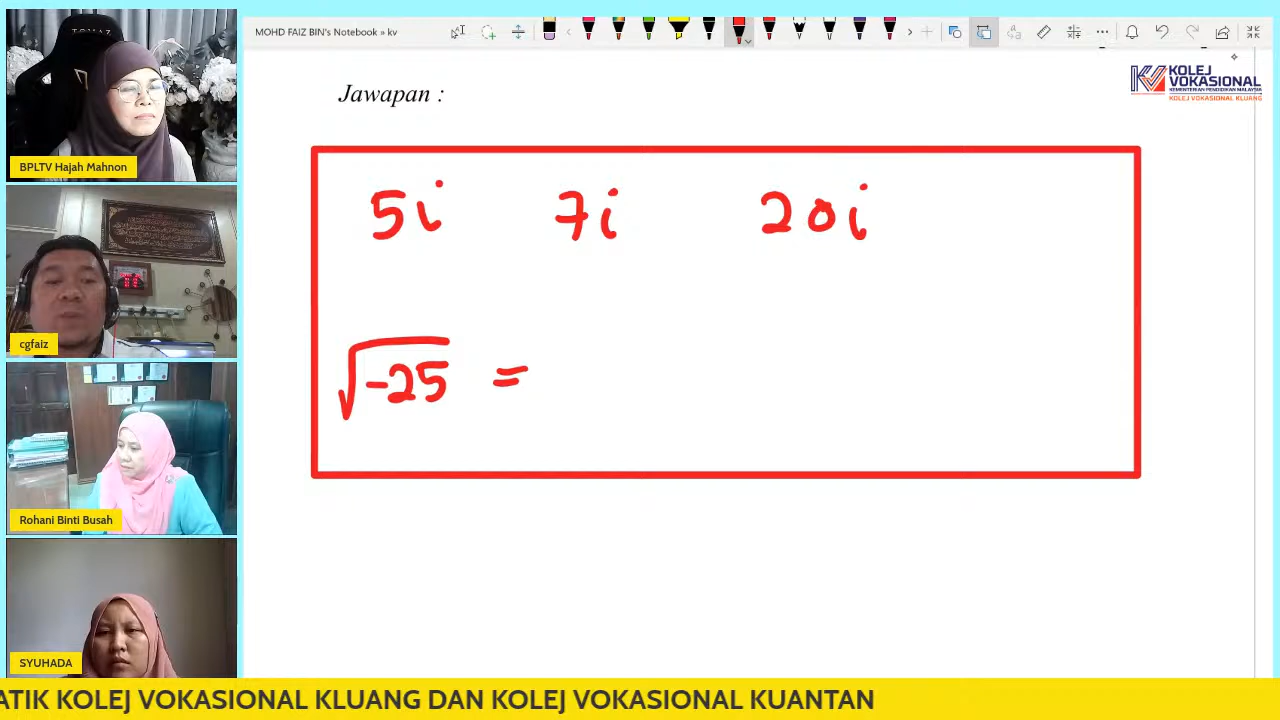 MOHD FAIZ BIN's Notebook » kv
KOLEJ
VOKASIONAL
KEMENTERIAN PENDIDIKAN MALAYSIA
KOLEJ VOKASIONAL KLUANG
Jawapan :
5i 7i 20i
√-25 =
BPLTV Hajah Mahnon
cgfaiz
Rohani Binti Busah
SYUHADA
ATIK KOLEJ VOKASIONAL KLUANG DAN KOLEJ VOKASIONAL KUANTAN